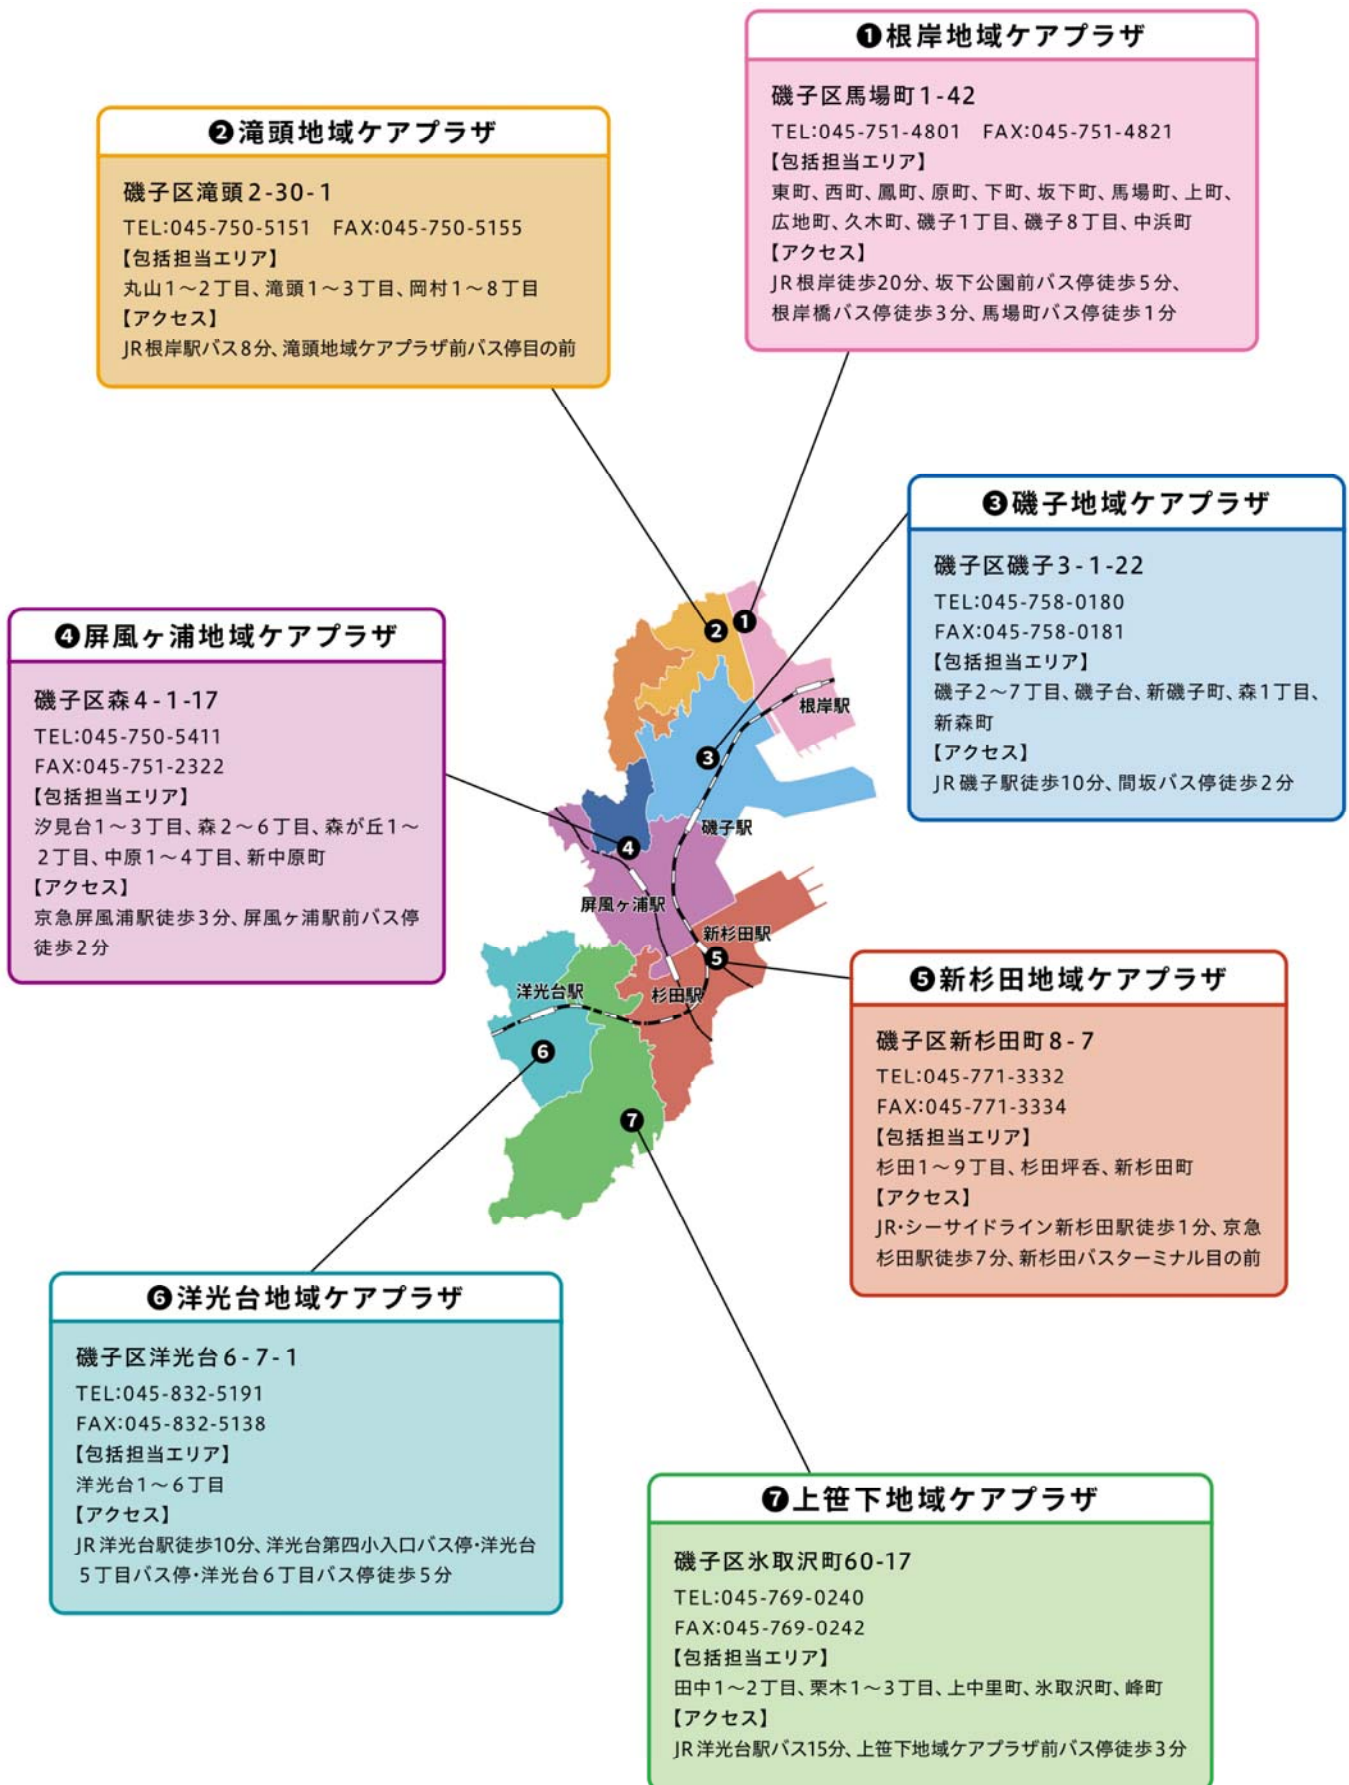 ❶根岸地域ケアプラザ
磯子区馬場町1-42
TEL:045-751-4801　FAX:045-751-4821
【包括担当エリア】
東町、西町、鳳町、原町、下町、坂下町、馬場町、上町、
広地町、久木町、磯子1丁目、磯子8丁目、中浜町
【アクセス】
JR根岸徒歩20分、坂下公園前バス停徒歩5分、
根岸橋バス停徒歩3分、馬場町バス停徒歩1分
❷滝頭地域ケアプラザ
磯子区滝頭2-30-1
TEL:045-750-5151　FAX:045-750-5155
【包括担当エリア】
丸山1～2丁目、滝頭1～3丁目、岡村1～8丁目
【アクセス】
JR根岸駅バス8分、滝頭地域ケアプラザ前バス停目の前
❸磯子地域ケアプラザ
磯子区磯子3-1-22
TEL:045-758-0180
FAX:045-758-0181
【包括担当エリア】
磯子2～7丁目、磯子台、新磯子町、森1丁目、
新森町
【アクセス】
JR磯子駅徒歩10分、間坂バス停徒歩2分
❹屏風ヶ浦地域ケアプラザ
磯子区森4-1-17
TEL:045-750-5411
FAX:045-751-2322
【包括担当エリア】
汐見台1～3丁目、森2～6丁目、森が丘1～
2丁目、中原1～4丁目、新中原町
【アクセス】
京急屏風浦駅徒歩3分、屏風ヶ浦駅前バス停
徒歩2分
❶
❷
根岸駅
❸
磯子駅
❹
屏風ヶ浦駅
新杉田駅
❺
洋光台駅
杉田駅
❻
❼
❺新杉田地域ケアプラザ
磯子区新杉田町8-7
TEL:045-771-3332
FAX:045-771-3334
【包括担当エリア】
杉田1～9丁目、杉田坪呑、新杉田町
【アクセス】
JR・シーサイドライン新杉田駅徒歩1分、京急
杉田駅徒歩7分、新杉田バスターミナル目の前
❻洋光台地域ケアプラザ
磯子区洋光台6-7-1
TEL:045-832-5191
FAX:045-832-5138
【包括担当エリア】
洋光台1～6丁目
【アクセス】
JR洋光台駅徒歩10分、洋光台第四小入口バス停・洋光台
5丁目バス停・洋光台6丁目バス停徒歩5分
❼上笹下地域ケアプラザ
磯子区氷取沢町60-17
TEL:045-769-0240
FAX:045-769-0242
【包括担当エリア】
田中1～2丁目、栗木1～3丁目、上中里町、氷取沢町、峰町
【アクセス】
JR洋光台駅バス15分、上笹下地域ケアプラザ前バス停徒歩3分